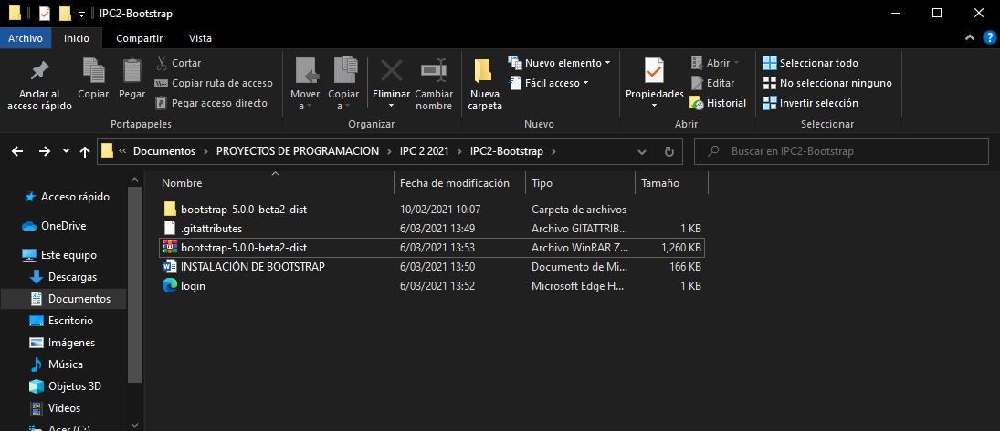 IPC2-Bootstrap
Archivo Inicio Compartir Vista
Anclar al acceso rápido
Copiar
Pegar
Cortar
Copiar ruta de acceso
Pegar acceso directo
Portapapeles
Mover a
Copiar a
Eliminar
Cambiar nombre
Organizar
Nueva carpeta
Nuevo elemento
Fácil acceso
Nuevo
Propiedades
Abrir
Editar
Historial
Abrir
Seleccionar todo
No seleccionar ninguno
Invertir selección
Seleccionar
« Documentos > PROYECTOS DE PROGRAMACION > IPC 2 2021 > IPC2-Bootstrap >
Buscar en IPC2-Bootstrap
Acceso rápido
OneDrive
Este equipo
Descargas
Documentos
Escritorio
Imágenes
Música
Objetos 3D
Videos
Acer (C:)
Nombre Fecha de modificación Tipo Tamaño
bootstrap-5.0.0-beta2-dist 10/02/2021 10:07 Carpeta de archivos
.gitattributes 6/03/2021 13:49 Archivo GITATTRIB... 1 KB
bootstrap-5.0.0-beta2-dist 6/03/2021 13:53 Archivo WinRAR Z... 1,260 KB
INSTALACIÓN DE BOOTSTRAP 6/03/2021 13:50 Documento de Mi... 166 KB
login 6/03/2021 13:52 Microsoft Edge H... 1 KB